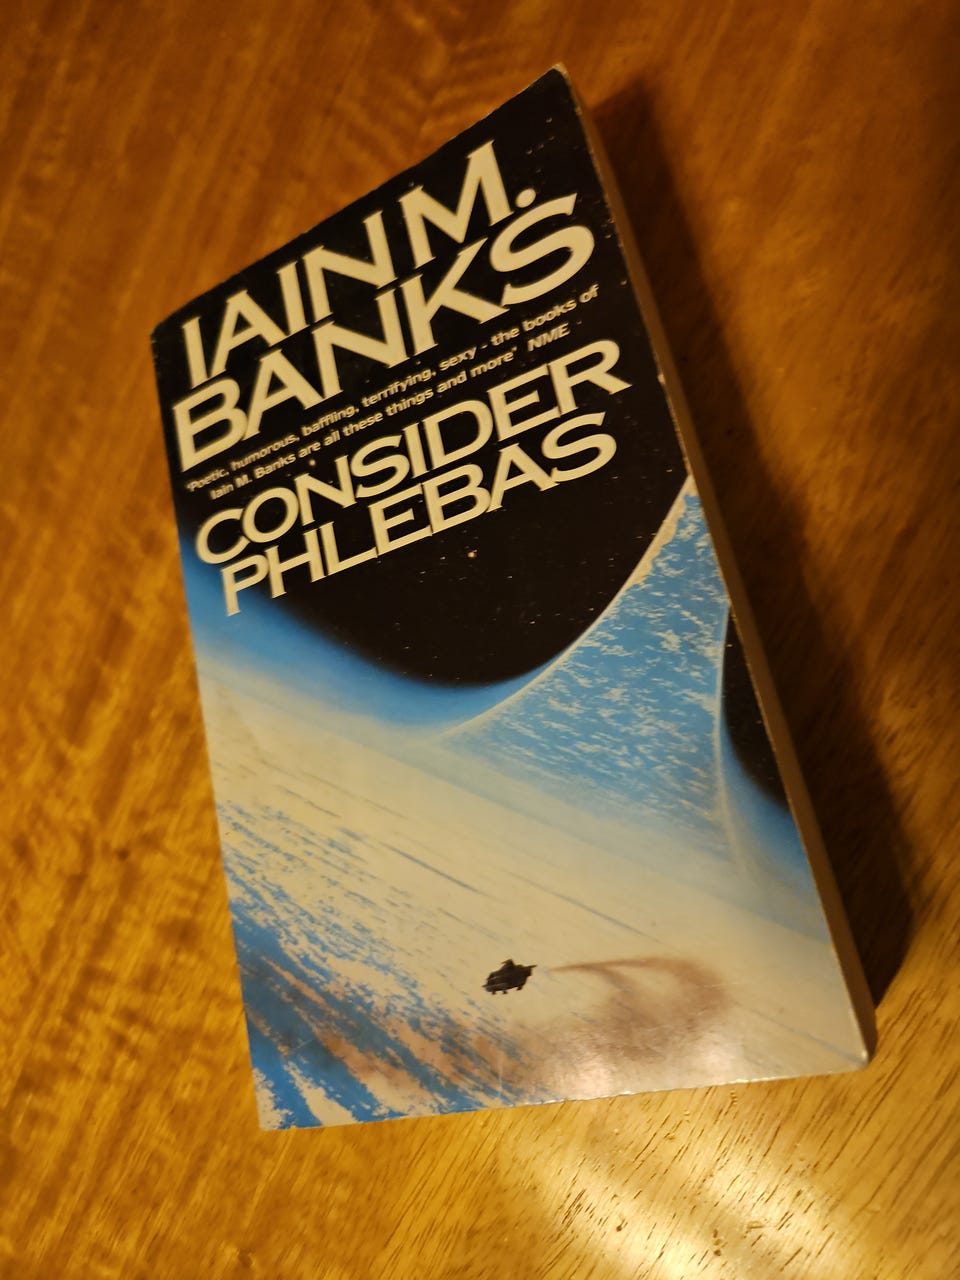 IAIN M.
BANKS
'Poetic, humorous, baffling, terrifying, sexy - the books of
Iain M. Banks are all these things and more' NME
CONSIDER
PHLEBAS